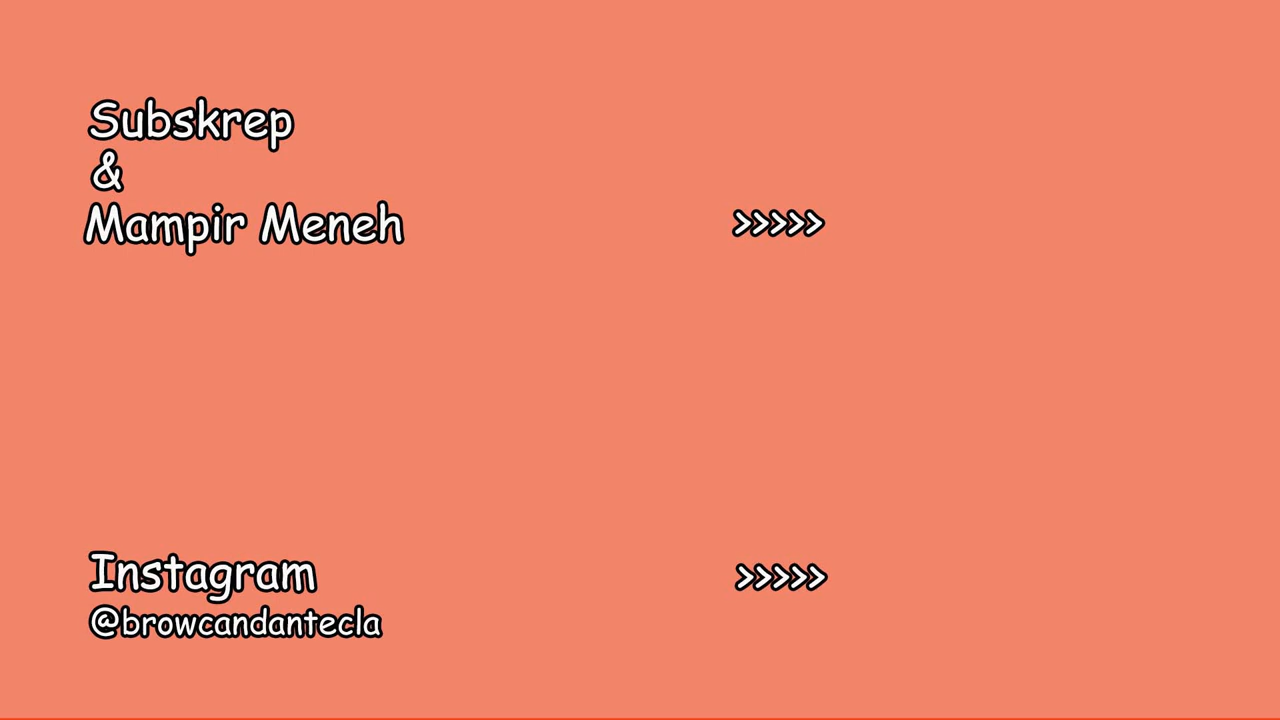 Subskrep
&
Mampir Meneh
>>>>>
Instagram
@browcandantecla
>>>>>